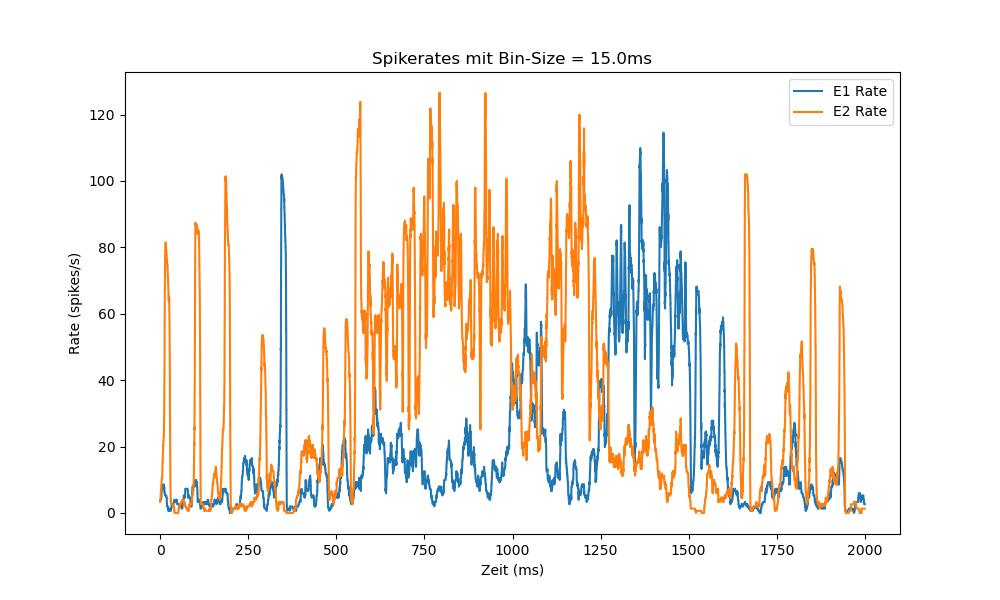 Spikerates mit Bin-Size = 15.0ms
E1 Rate
E2 Rate
Rate (spikes/s)
120
100
80
60
40
20
0
0 250 500 750 1000 1250 1500 1750 2000
Zeit (ms)